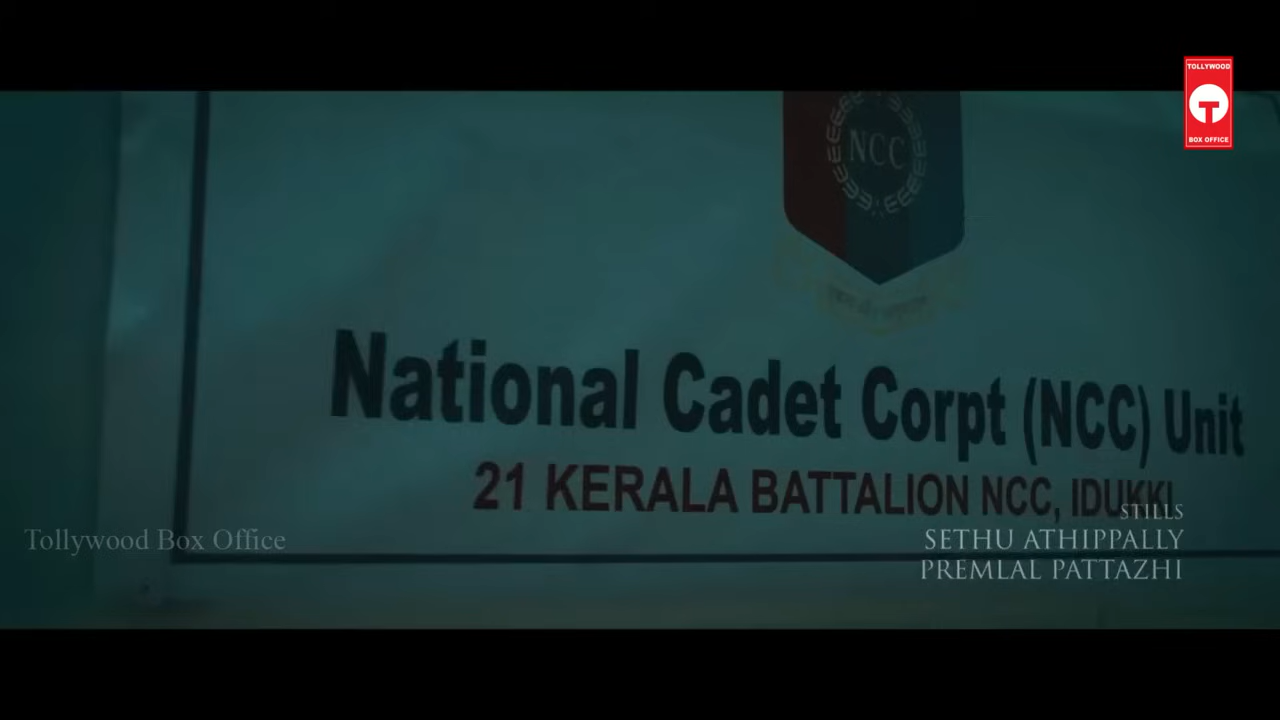 TOLLYWOOD
T
BOX OFFICE
NCC
National Cadet Corpt (NCC) Unit
21 KERALA BATTALION NCC, IDUKKI
STILLS
Tollywood Box Office
SETHU ATHIPPALLY
PREMLAL PATTAZHI